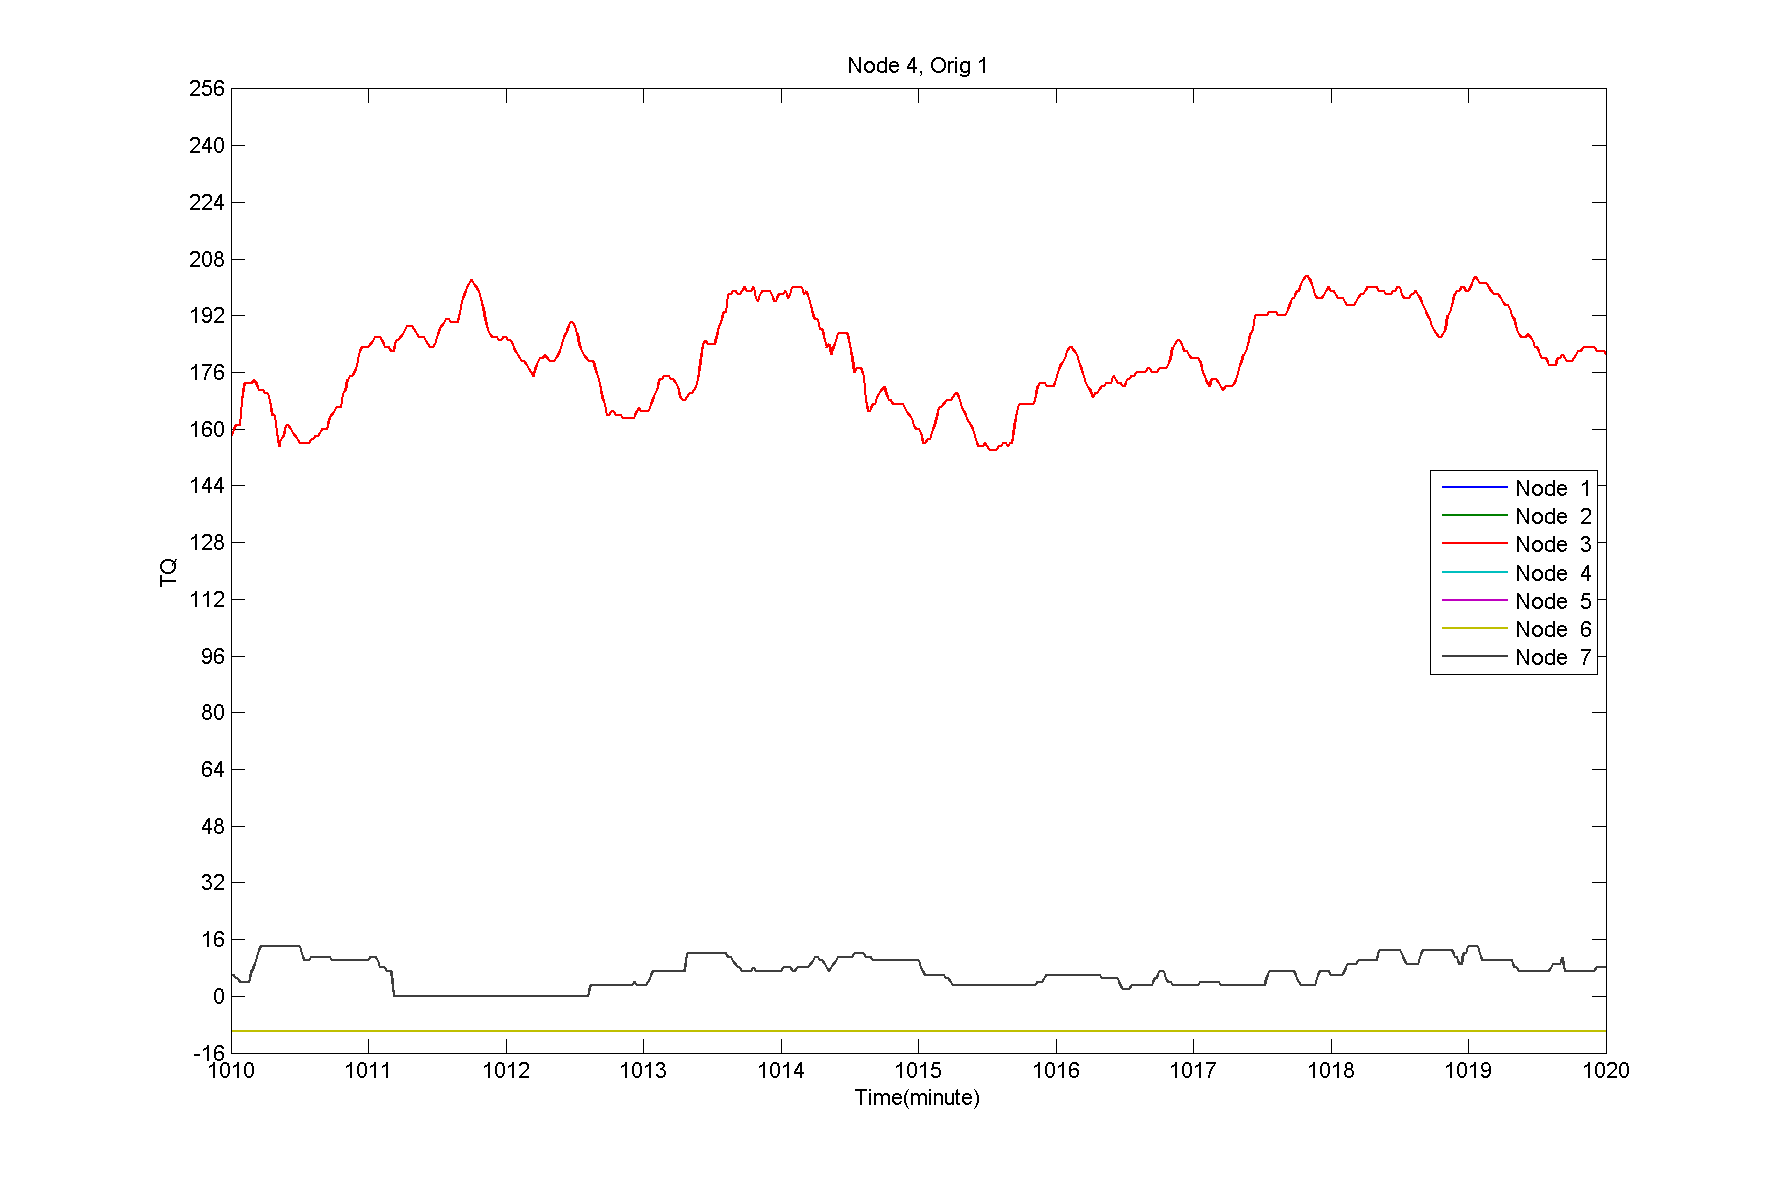 Node 4, Orig 1
256
240
224
208
192
176
160
144
128
112
96
80
64
48
32
16
0
-16
TQ
Node 1
Node 2
Node 3
Node 4
Node 5
Node 6
Node 7
1010 1011 1012 1013 1014 1015 1016 1017 1018 1019 1020
Time(minute)